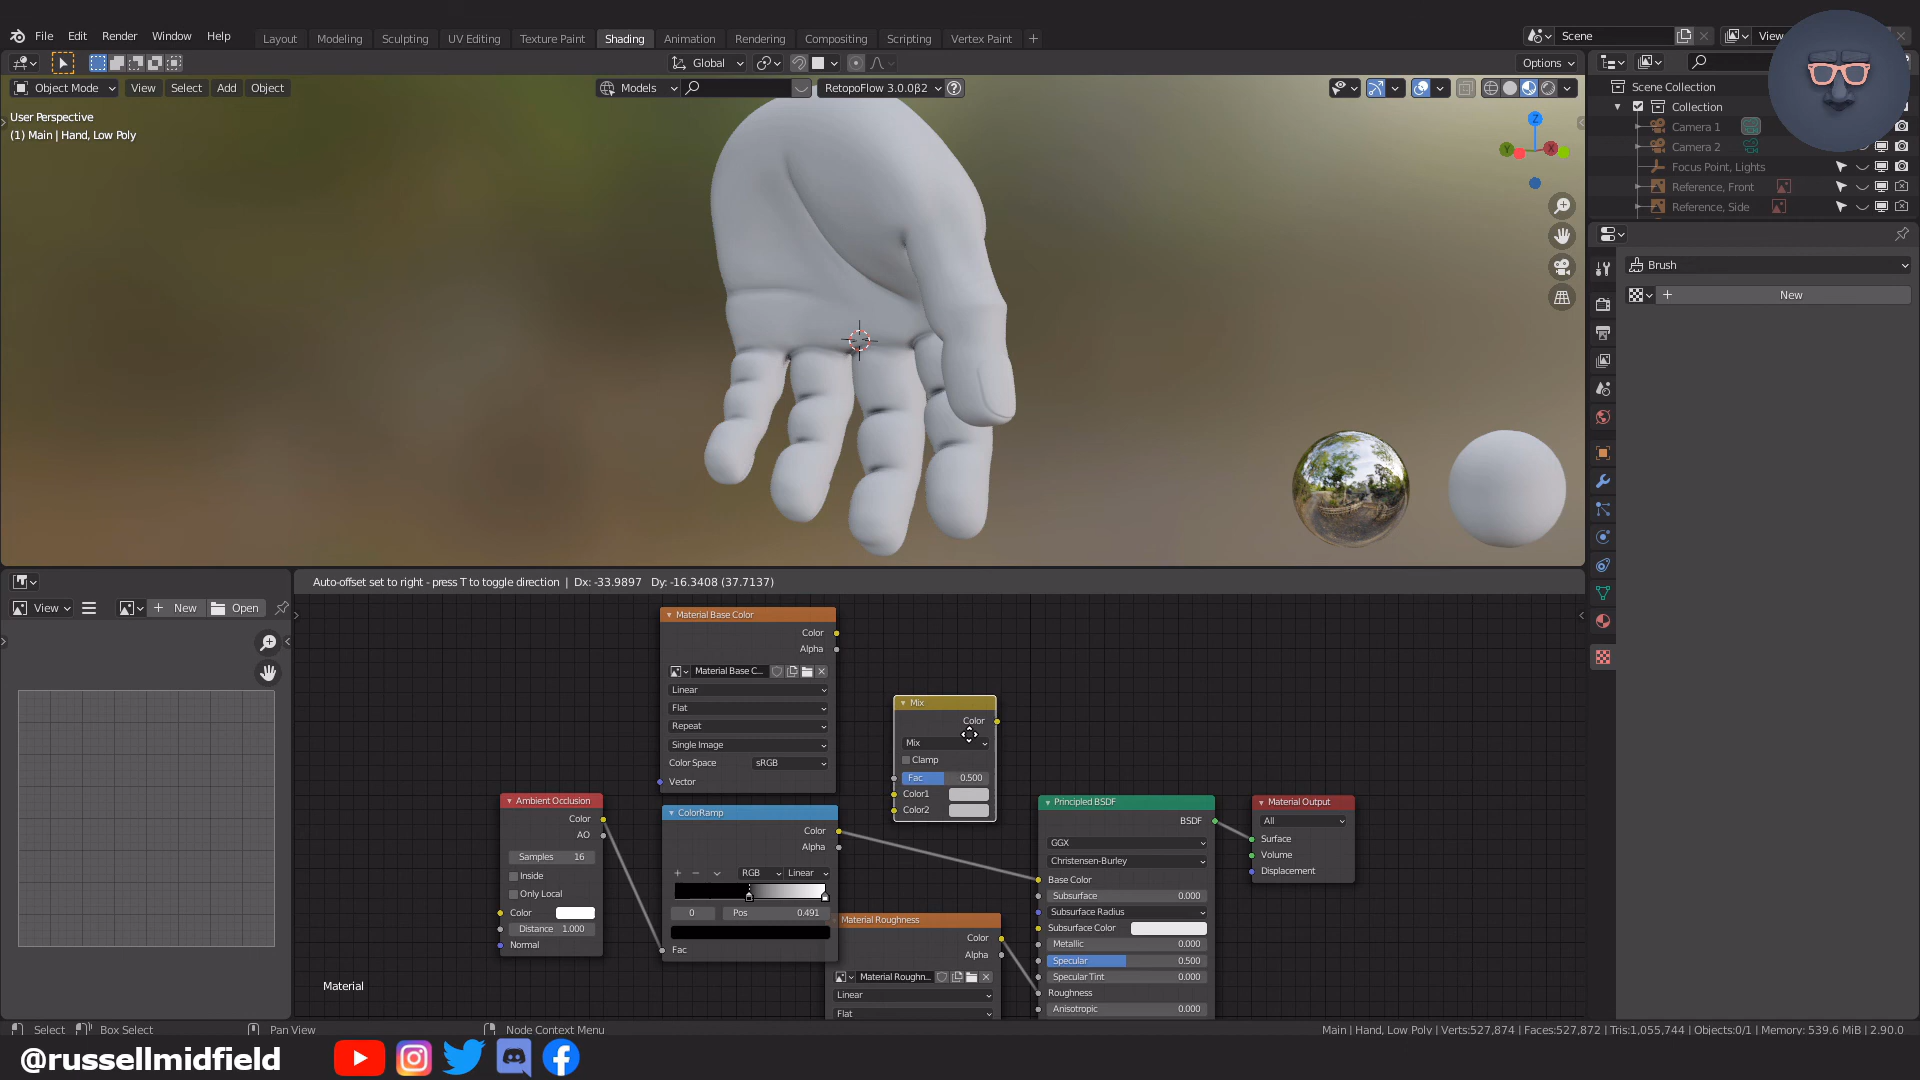 File Edit Render Window Help
Layout Modeling Sculpting UV Editing Texture Paint Shading Animation Rendering Compositing Scripting Vertex Paint +
Scene
Global
Options
Object Mode View Select Add Object
Models
RetopoFlow 3.0.0β2
User Perspective
(1) Main | Hand, Low Poly
Z
Y
X
Scene Collection
Collection
Camera 1
Camera 2
Focus Point, Lights
Reference, Front
Reference, Side
Brush
New
Auto-offset set to right - press T to toggle direction | Dx: -33.9897 Dy: -16.3408 (37.7137)
View
New
Open
Material Base Color
Color
Alpha
Material Base C...
Linear
Flat
Repeat
Single Image
Color Space sRGB
Vector
Mix
Color
Mix
Clamp
Fac 0.500
Color1
Color2
Ambient Occlusion
Color
AO
Samples 16
Inside
Only Local
Color
Distance 1.000
Normal
ColorRamp
Color
Alpha
RGB Linear
0 Pos 0.491
Fac
Material Roughness
Color
Alpha
Material Roughn...
Linear
Flat
Principled BSDF
BSDF
GGX
Christensen-Burley
Base Color
Subsurface 0.000
Subsurface Radius
Subsurface Color
Metallic 0.000
Specular 0.500
Specular Tint 0.000
Roughness
Anisotropic 0.000
Material Output
All
Surface
Volume
Displacement
Material
Select Box Select Pan View Node Context Menu
Main | Hand, Low Poly | Verts:527,874 | Faces:527,872 | Tris:1,055,744 | Objects:0/1 | Memory: 539.6 MiB | 2.90.0
@russellmidfield